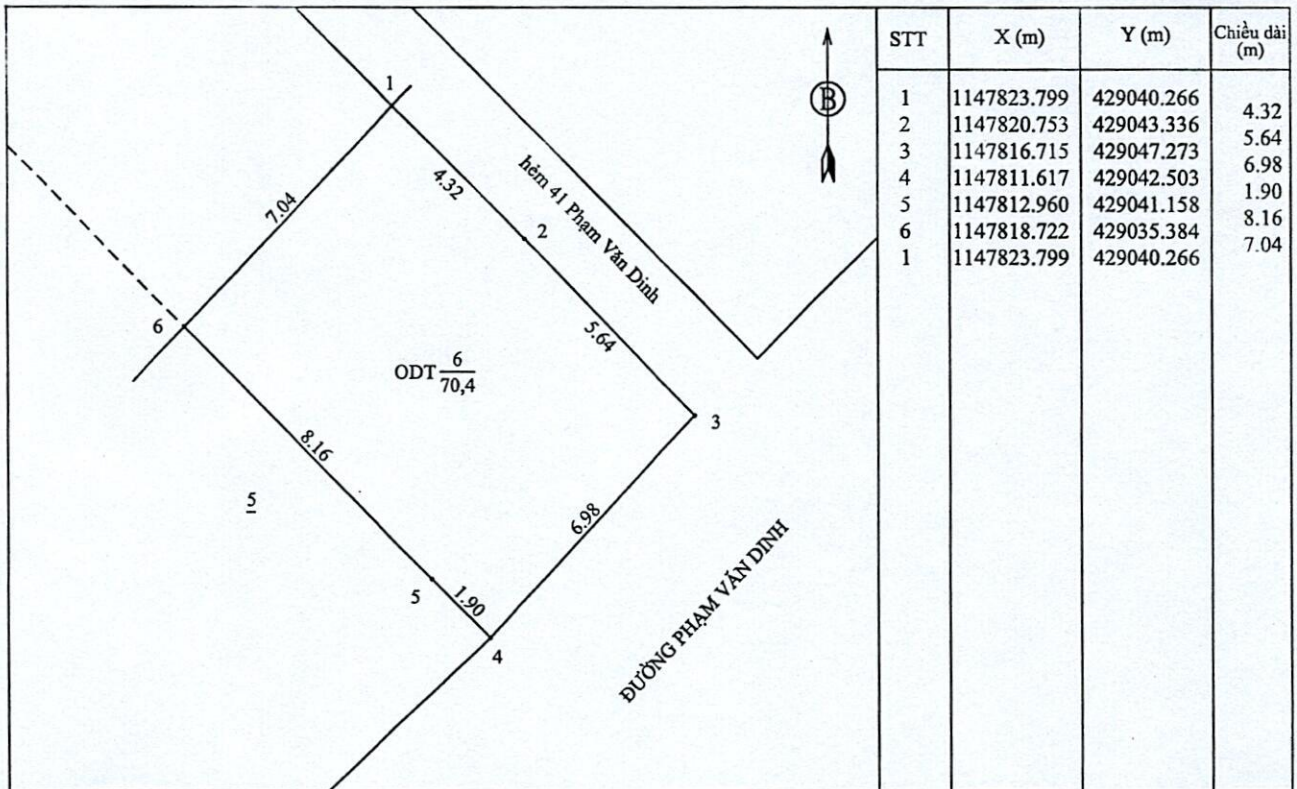 1
7.04
4.32
hẻm 41 Phạm Văn Dinh
2
5.64
6
ODT 6
70,4
3
8.16
5
6.98
5
1.90
4
ĐƯỜNG PHẠM VĂN DINH
B
STT X (m) Y (m) Chiều dài
(m)
1 1147823.799 429040.266
4.32
2 1147820.753 429043.336
5.64
3 1147816.715 429047.273
6.98
4 1147811.617 429042.503
1.90
5 1147812.960 429041.158
8.16
6 1147818.722 429035.384
7.04
1 1147823.799 429040.266